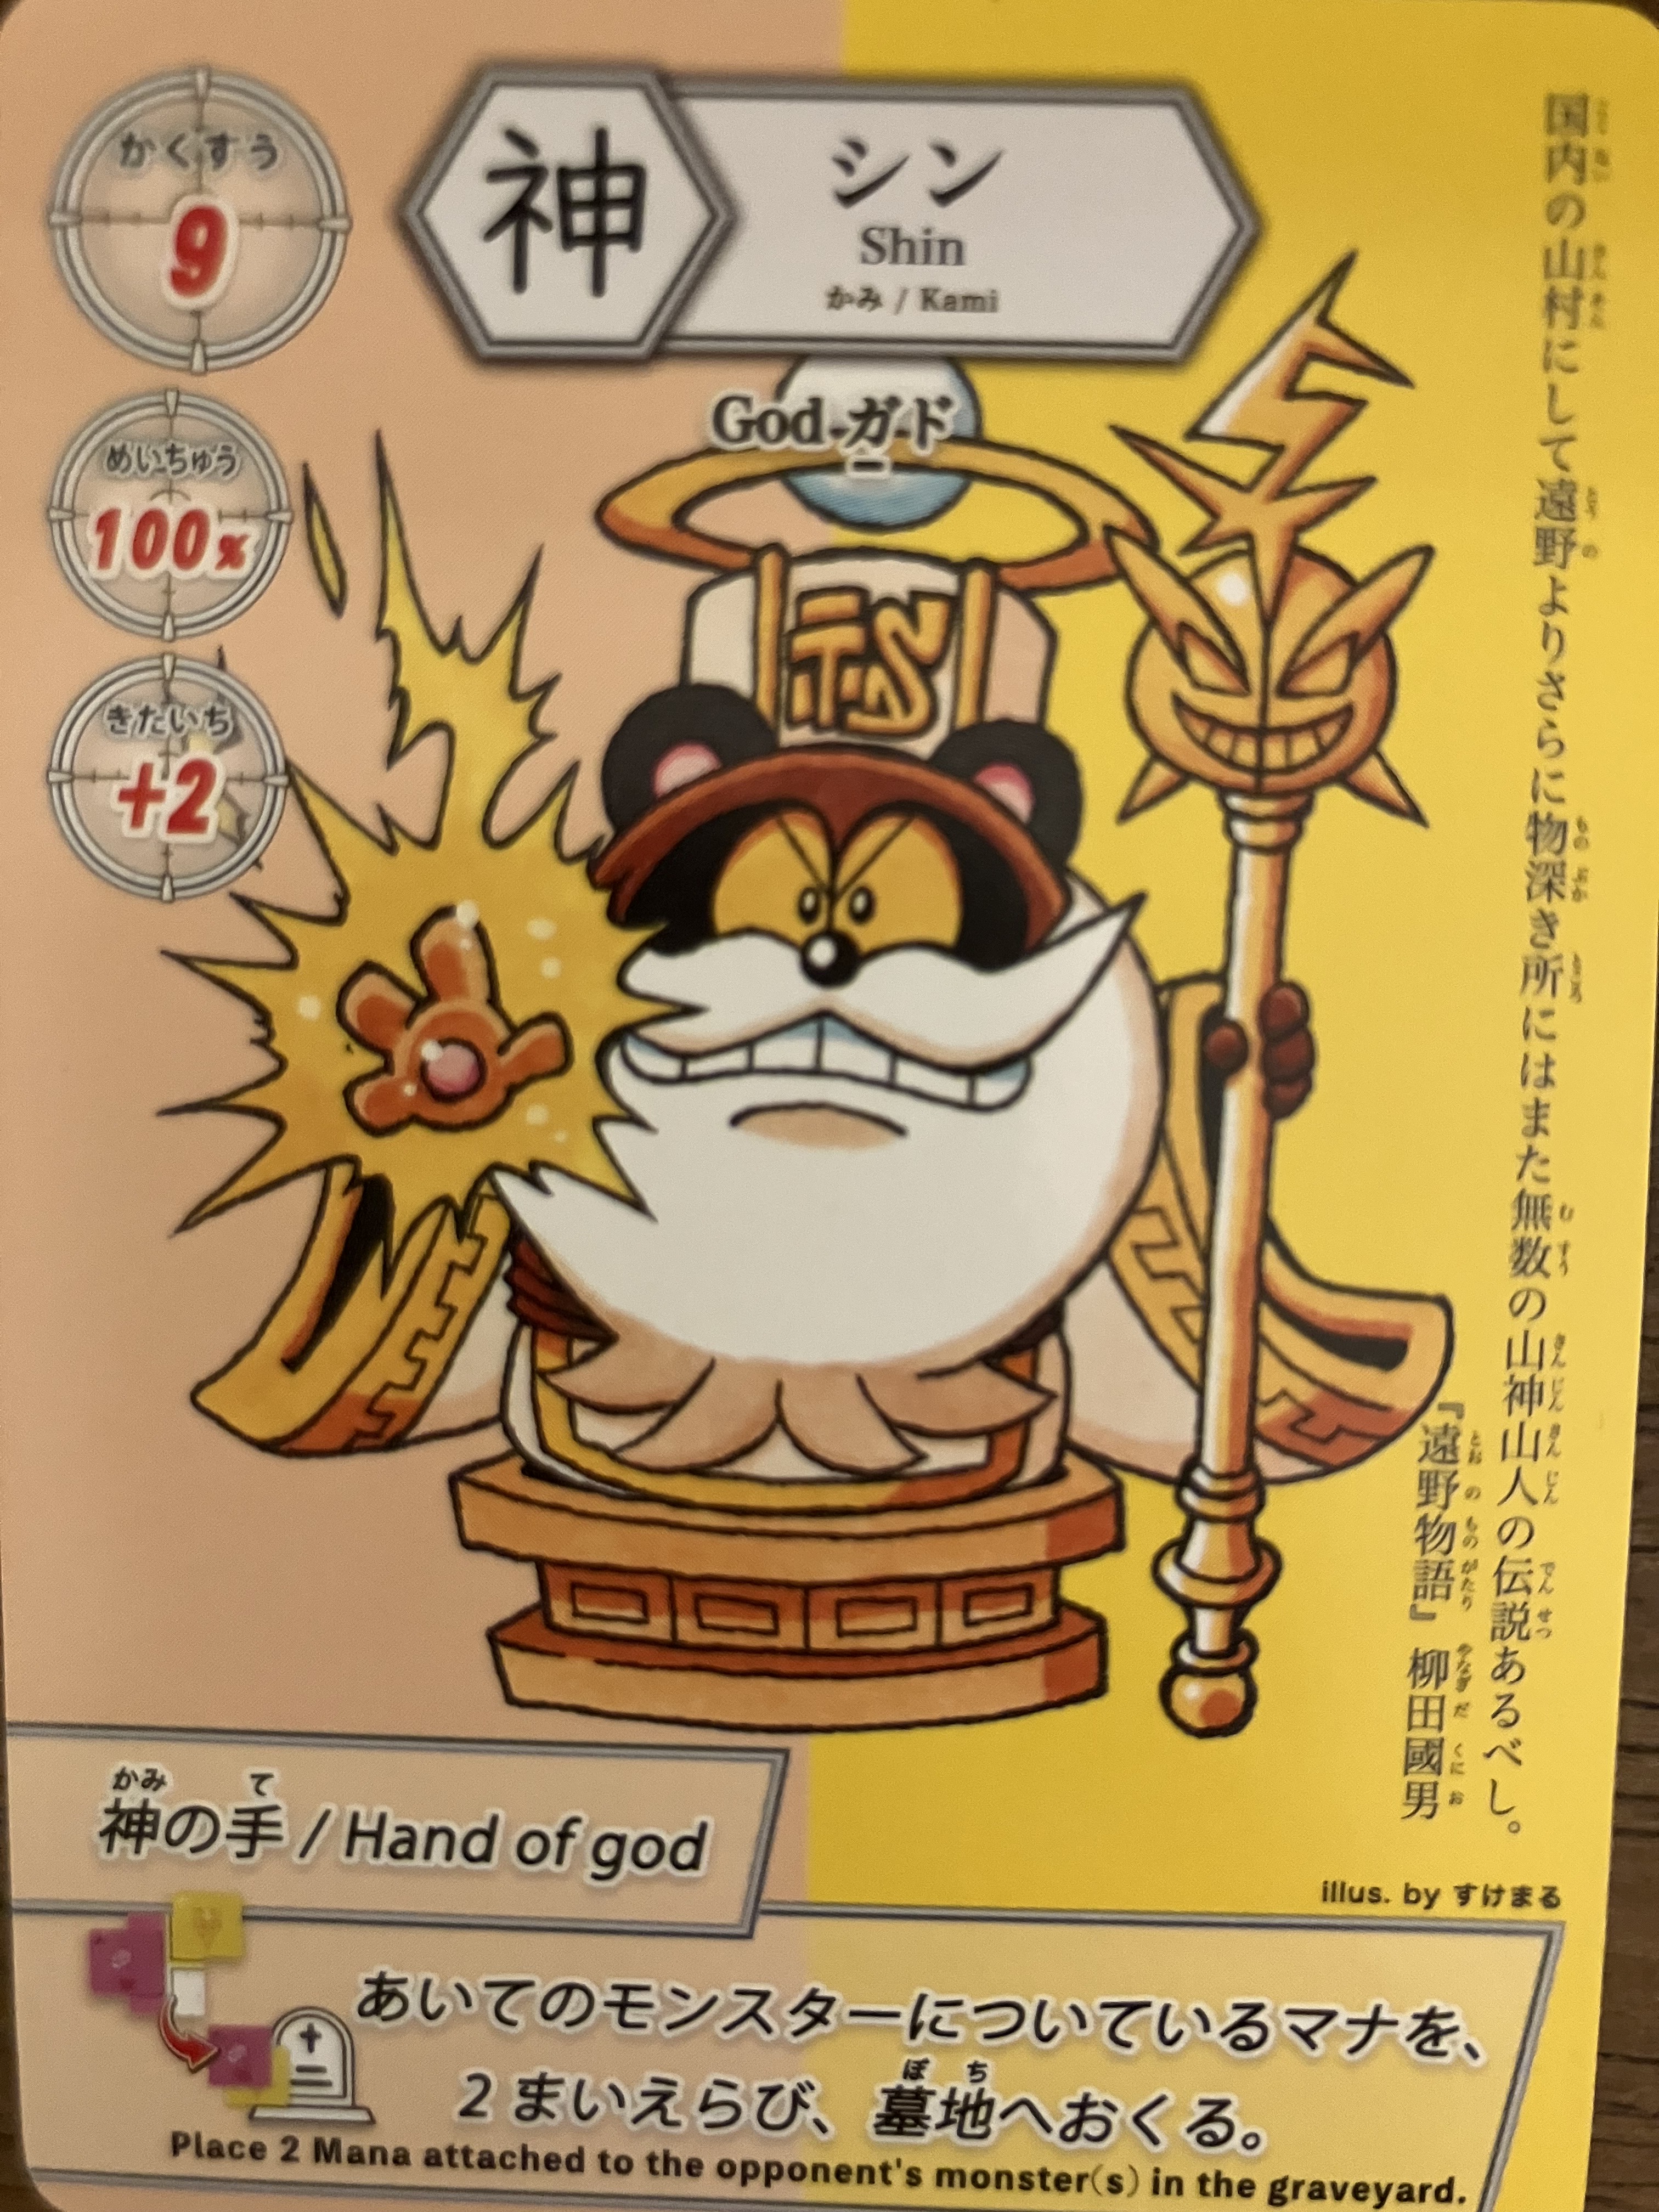 かくすう
9
めいちゅう
100%
きたいち
+2
神
シン
Shin
かみ / Kami
God ガード
国内の山村にして遠野よりさらに物深き所にはまた無数の山神山人の伝説あるべし。
『遠野物語』 柳田國男
神の手 / Hand of god
illus. by すけまる
あいてのモンスターについているマナを、
2まいえらび、墓地へおくる。
Place 2 Mana attached to the opponent's monster(s) in the graveyard.